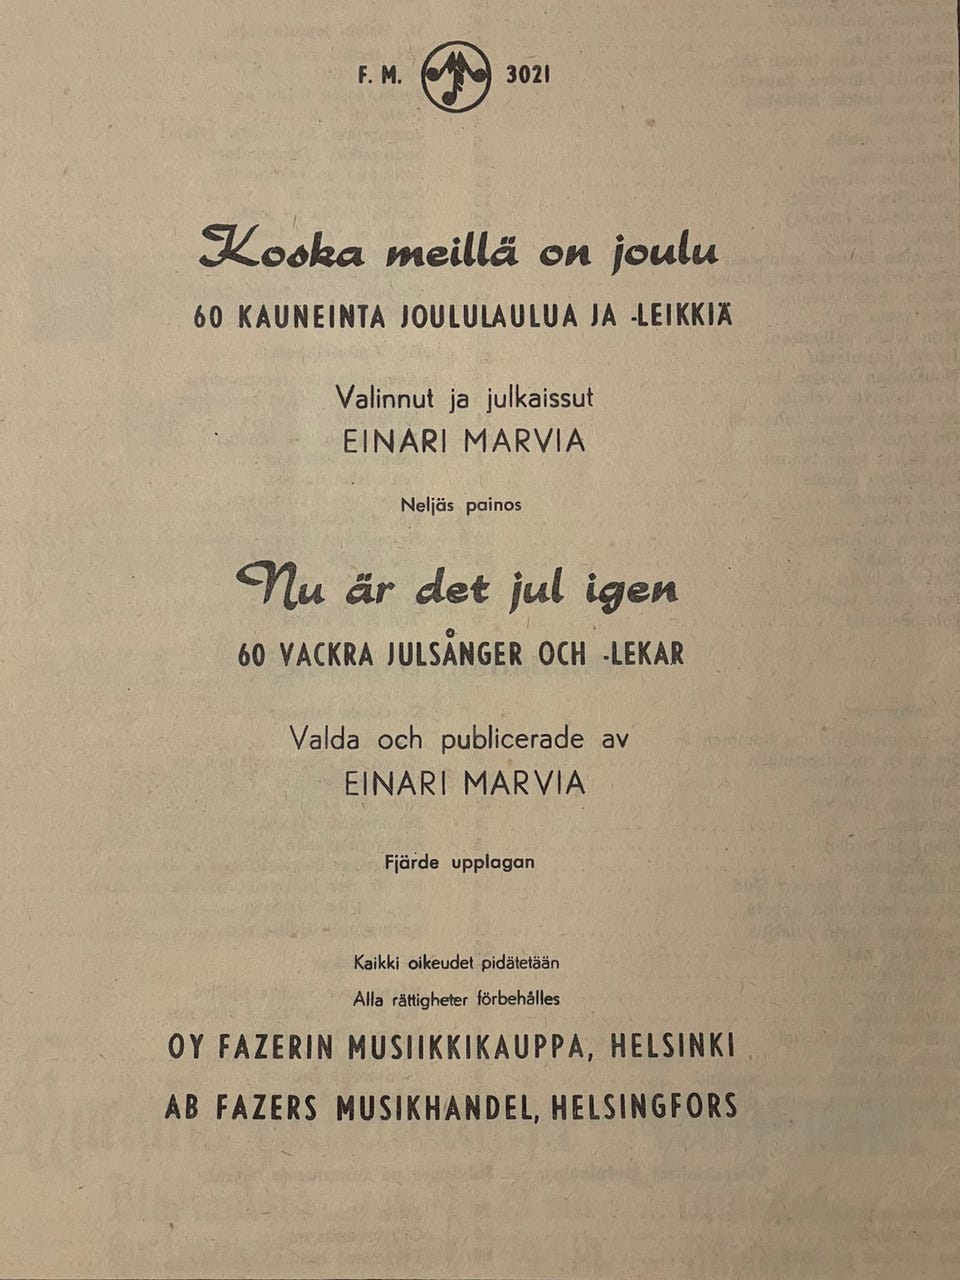 F. M. 3021
Koska meillä on joulu
60 KAUNEINTA JOULULAULUA JA -LEIKKIÄ
Valinnut ja julkaissut
EINARI MARVIA
Neljäs painos
Nu är det jul igen
60 VACKRA JULSÅNGER OCH -LEKAR
Valda och publicerade av
EINARI MARVIA
Fjärde upplagan
Kaikki oikeudet pidätetään
Alla rättigheter förbehålles
OY FAZERIN MUSIIKKIKAUPPA, HELSINKI
AB FAZERS MUSIKHANDEL, HELSINGFORS